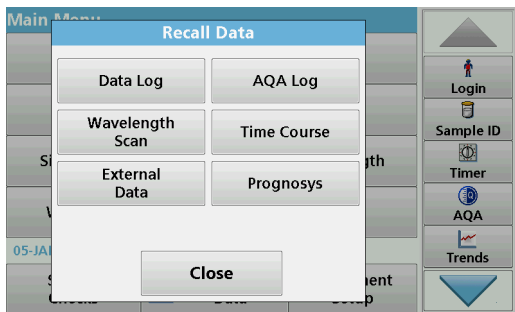 Main Menu
Recall Data
Data Log
AQA Log
Wavelength
Scan
Time Course
External
Data
Prognosys
Close
05-JA
Login
Sample ID
Timer
AQA
Trends